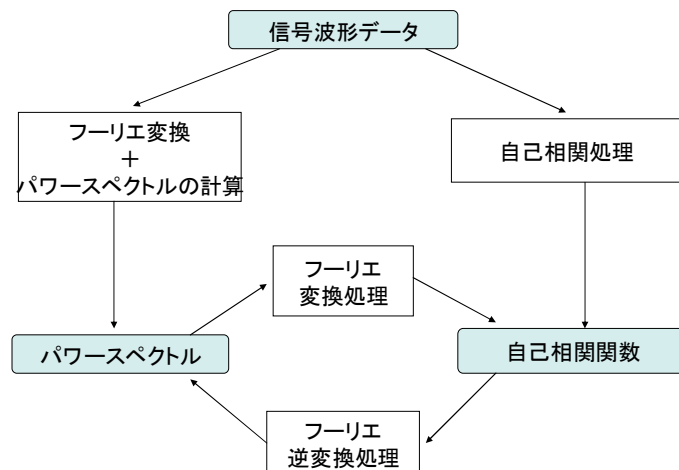 信号波形データ
フーリエ変換
＋
パワースペクトルの計算
自己相関処理
フーリエ
変換処理
パワースペクトル
自己相関関数
フーリエ
逆変換処理